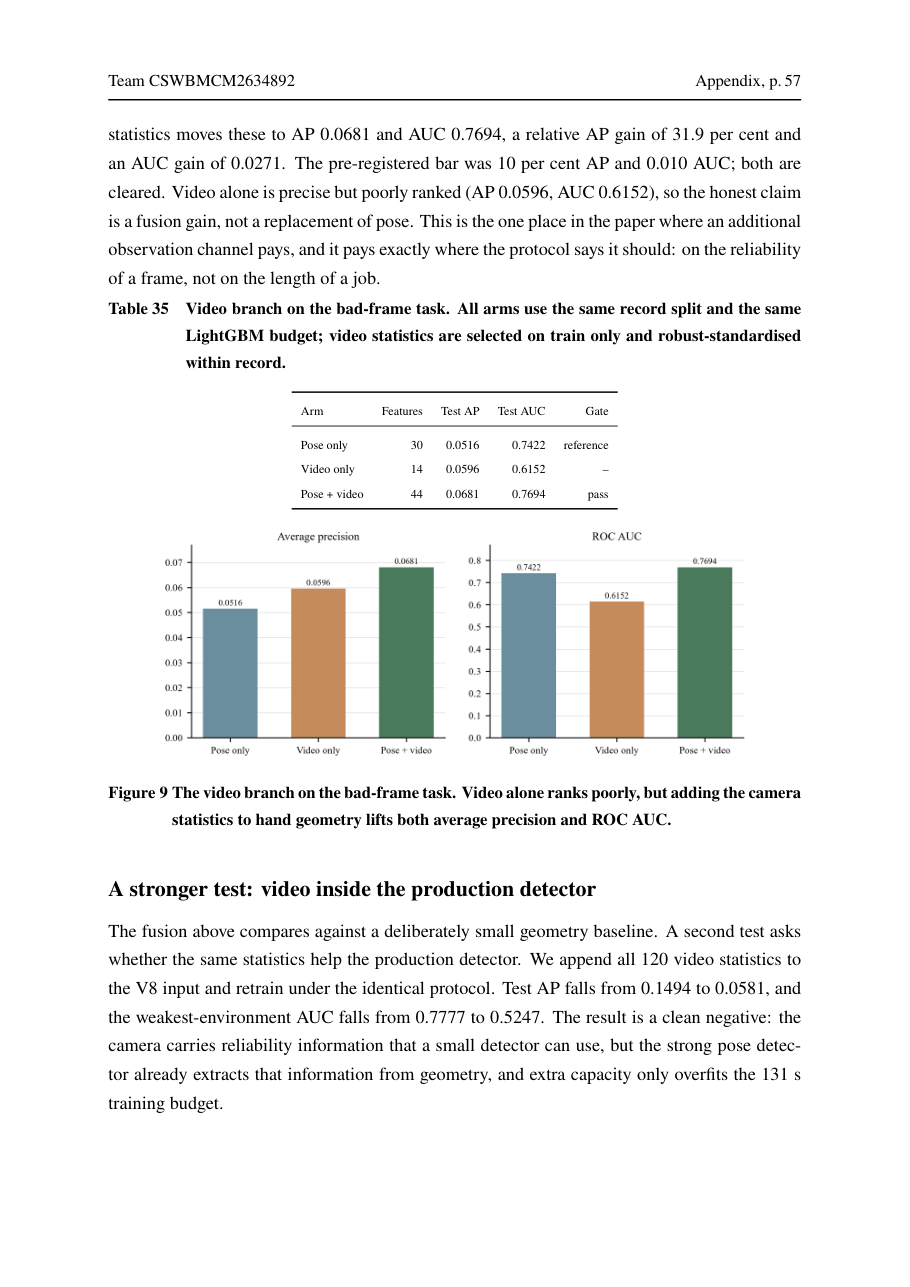 Team CSWBMCM2634892 Appendix, p. 57
statistics moves these to AP 0.0681 and AUC 0.7694, a relative AP gain of 31.9 per cent and
an AUC gain of 0.0271. The pre-registered bar was 10 per cent AP and 0.010 AUC; both are
cleared. Video alone is precise but poorly ranked (AP 0.0596, AUC 0.6152), so the honest claim
is a fusion gain, not a replacement of pose. This is the one place in the paper where an additional
observation channel pays, and it pays exactly where the protocol says it should: on the reliability
of a frame, not on the length of a job.
Table 35 Video branch on the bad-frame task. All arms use the same record split and the same
LightGBM budget; video statistics are selected on train only and robust-standardised
within record.
Arm Features Test AP Test AUC Gate
Pose only 30 0.0516 0.7422 reference
Video only 14 0.0596 0.6152 –
Pose + video 44 0.0681 0.7694 pass
Average precision
0.07
0.06
0.05
0.04
0.03
0.02
0.01
0.00
0.0516
0.0596
0.0681
Pose only Video only Pose + video
ROC AUC
0.8
0.7
0.6
0.5
0.4
0.3
0.2
0.1
0.0
0.7422
0.6152
0.7694
Pose only Video only Pose + video
Figure 9 The video branch on the bad-frame task. Video alone ranks poorly, but adding the camera
statistics to hand geometry lifts both average precision and ROC AUC.
A stronger test: video inside the production detector
The fusion above compares against a deliberately small geometry baseline. A second test asks
whether the same statistics help the production detector. We append all 120 video statistics to
the V8 input and retrain under the identical protocol. Test AP falls from 0.1494 to 0.0581, and
the weakest-environment AUC falls from 0.7777 to 0.5247. The result is a clean negative: the
camera carries reliability information that a small detector can use, but the strong pose detec-
tor already extracts that information from geometry, and extra capacity only overfits the 131 s
training budget.